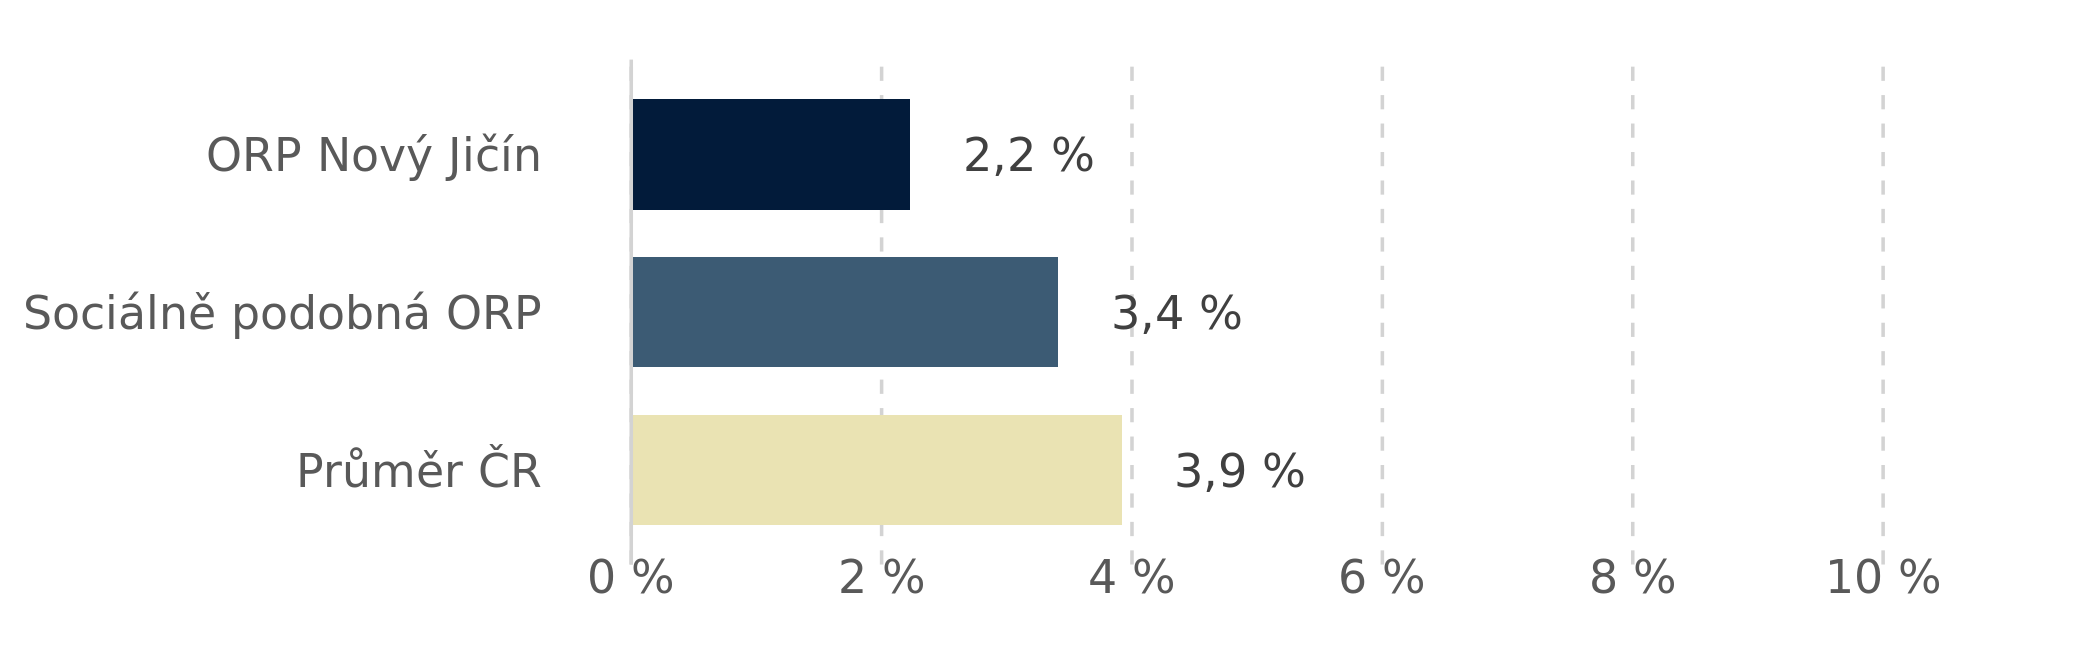 ORP Nový Jičín 2,2 %
Sociálně podobná ORP 3,4 %
Průměr ČR 3,9 %
0 % 2 % 4 % 6 % 8 % 10 %